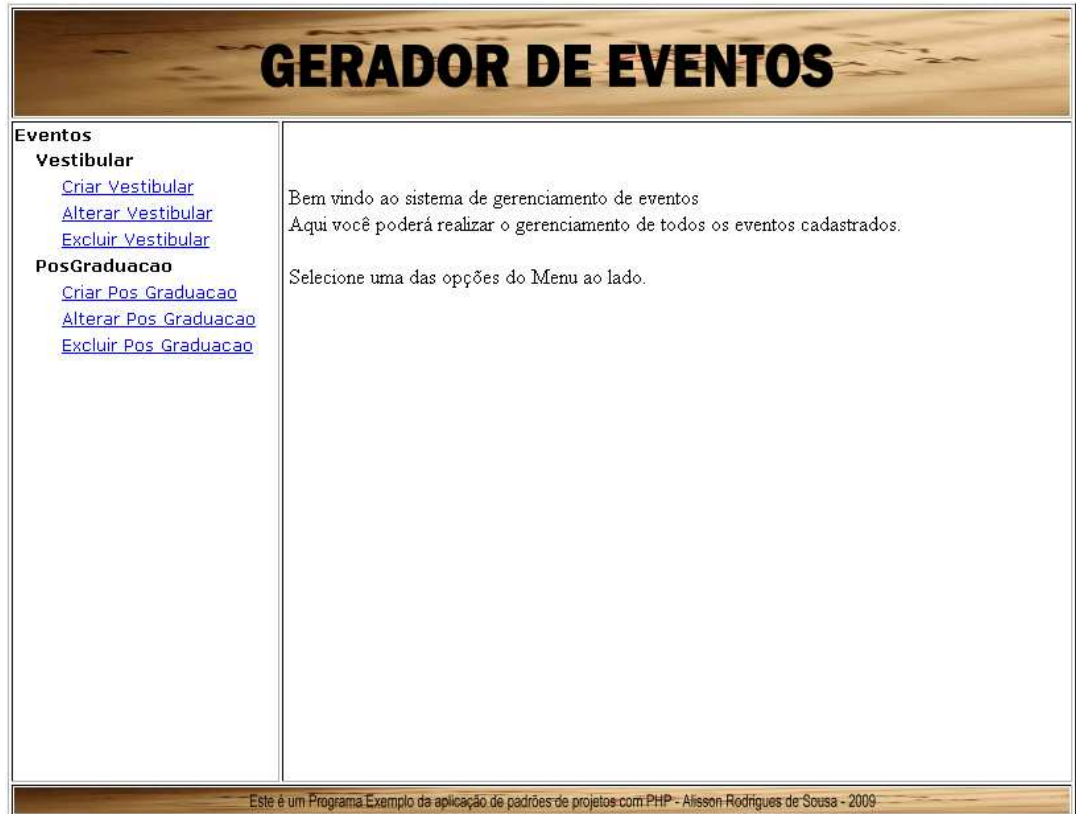 GERADOR DE EVENTOS
Eventos
Vestibular
Criar Vestibular
Alterar Vestibular
Excluir Vestibular
PosGraduacao
Criar Pos Graduacao
Alterar Pos Graduacao
Excluir Pos Graduacao
Bem vindo ao sistema de gerenciamento de eventos
Aqui você poderá realizar o gerenciamento de todos os eventos cadastrados.
Selecione uma das opções do Menu ao lado.
Este é um Programa Exemplo da aplicação de padrões de projetos com PHP - Alisson Rodrigues de Sousa - 2009